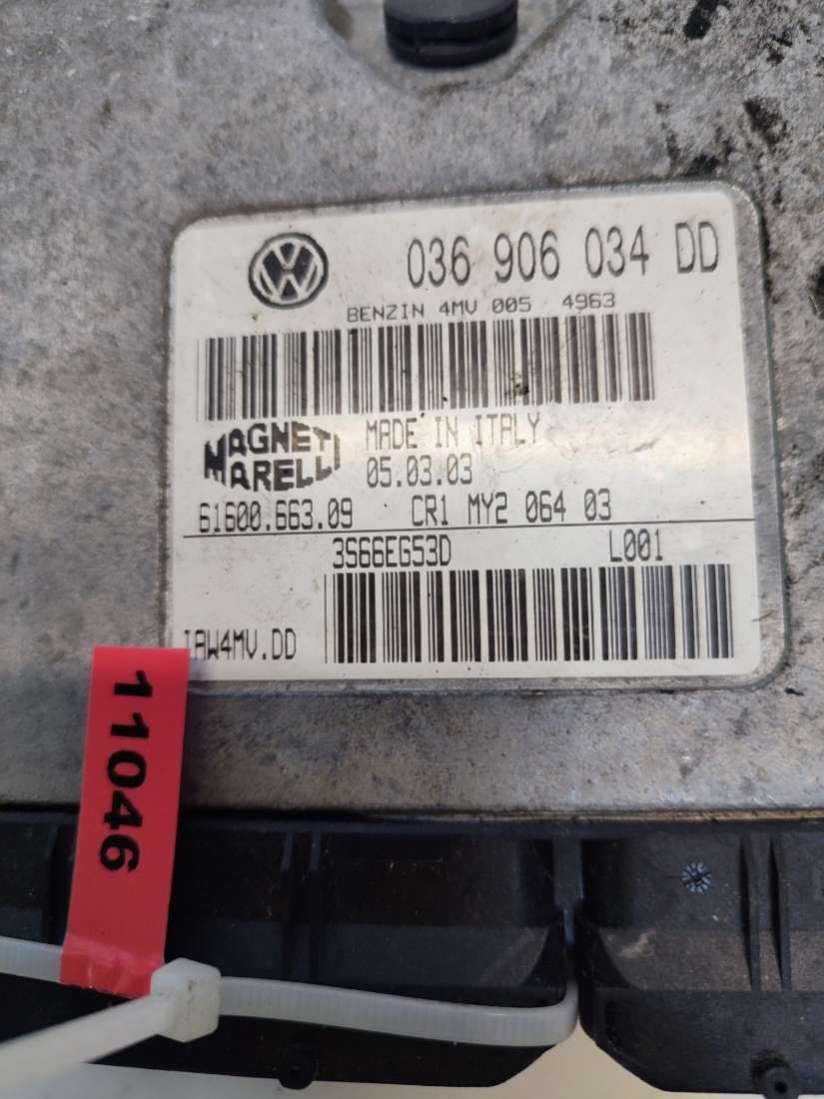 036 906 034 DD
BENZIN 4MV 005 4963
MAGNETI
MARELLI
MADE IN ITALY
05.03.03
61600.663.09 CR1 MY2 064 03
3S66EG53D L001
IAW4MV.DD
11046